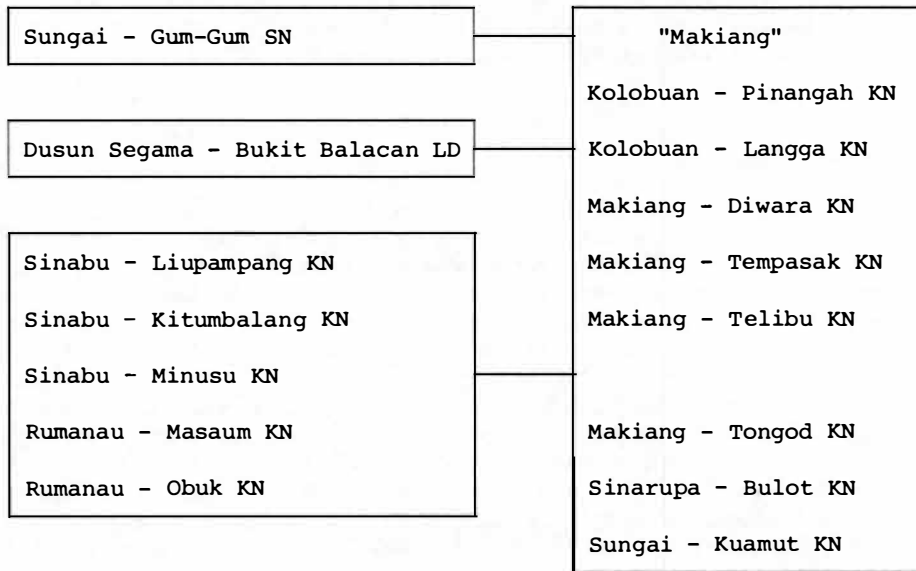 Sungai - Gum-Gum SN
Dusun Segama - Bukit Balacan LD
Sinabu - Liupampang KN
Sinabu - Kitumbalang KN
Sinabu - Minusu KN
Rumanau - Masaum KN
Rumanau - Obuk KN
"Makiang"
Kolobuan - Pinangah KN
Kolobuan - Langga KN
Makiang - Diwara KN
Makiang - Tempasak KN
Makiang - Telibu KN
Makiang - Tongod KN
Sinarupa - Bulot KN
Sungai - Kuamut KN